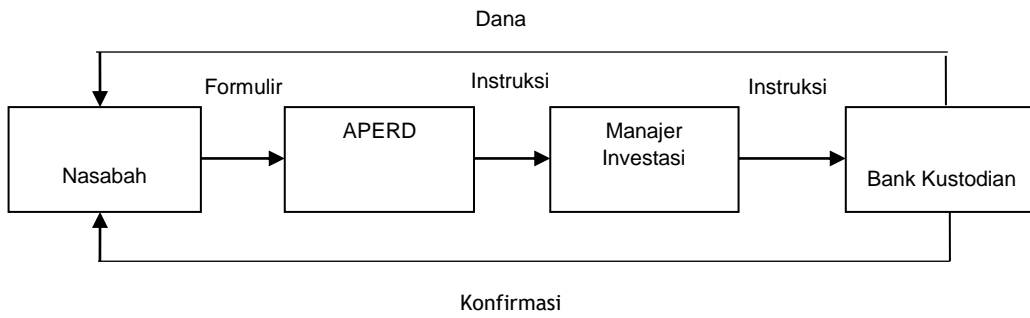 Dana
Formulir
Instruksi
Instruksi
Nasabah
APERD
Manajer
Investasi
Bank Kustodian
Konfirmasi